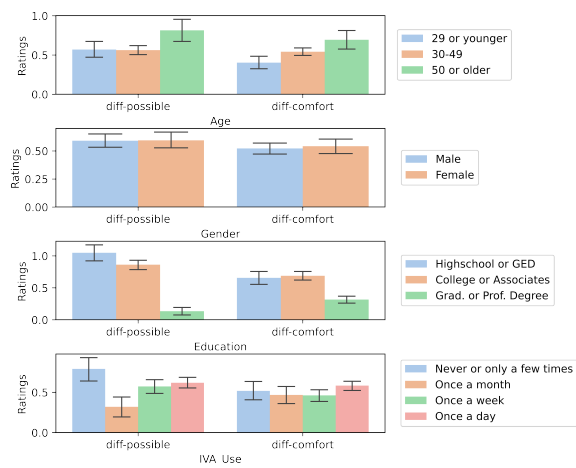 1.0
0.5
0.0
Ratings
diff-possible
diff-comfort
Age
29 or younger
30-49
50 or older
0.50
0.25
0.00
Ratings
diff-possible
diff-comfort
Gender
Male
Female
1.0
0.5
0.0
Ratings
diff-possible
diff-comfort
Education
Highschool or GED
College or Associates
Grad. or Prof. Degree
0.5
0.0
Ratings
diff-possible
diff-comfort
IVA Use
Never or only a few times
Once a month
Once a week
Once a day